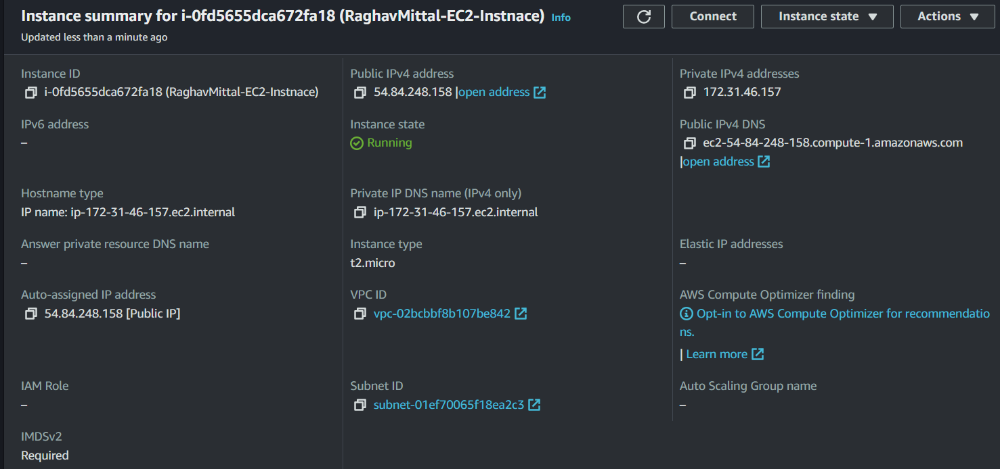 Instance summary for i-0fd5655dca672fa18 (RaghavMittal-EC2-Instnace) Info
Updated less than a minute ago
Connect
Instance state
Actions
Instance ID
i-0fd5655dca672fa18 (RaghavMittal-EC2-Instnace)
Public IPv4 address
54.84.248.158 |open address
Private IPv4 addresses
172.31.46.157
IPv6 address
–
Instance state
Running
Public IPv4 DNS
ec2-54-84-248-158.compute-1.amazonaws.com
|open address
Hostname type
IP name: ip-172-31-46-157.ec2.internal
Private IP DNS name (IPv4 only)
ip-172-31-46-157.ec2.internal
Answer private resource DNS name
–
Instance type
t2.micro
Elastic IP addresses
–
Auto-assigned IP address
54.84.248.158 [Public IP]
VPC ID
vpc-02bcbbf8b107be842
AWS Compute Optimizer finding
Opt-in to AWS Compute Optimizer for recommendatio
ns.
| Learn more
IAM Role
–
Subnet ID
subnet-01ef70065f18ea2c3
Auto Scaling Group name
–
IMDSv2
Required